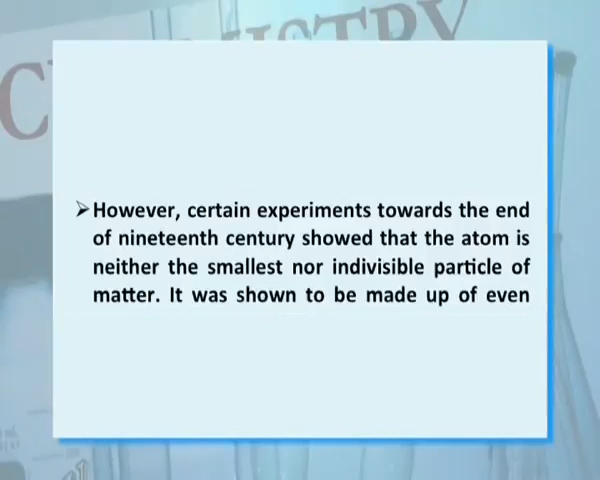 ➢However, certain experiments towards the end
of nineteenth century showed that the atom is
neither the smallest nor indivisible particle of
matter. It was shown to be made up of even